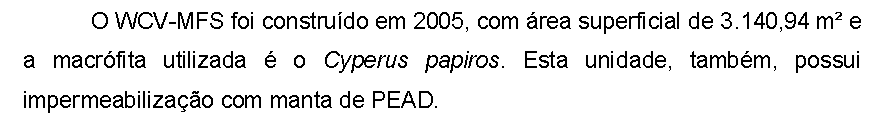 O WCV-MFS foi construído em 2005, com área superficial de 3.140,94 m² e
a macrófita utilizada é o Cyperus papiros. Esta unidade, também, possui
impermeabilização com manta de PEAD.